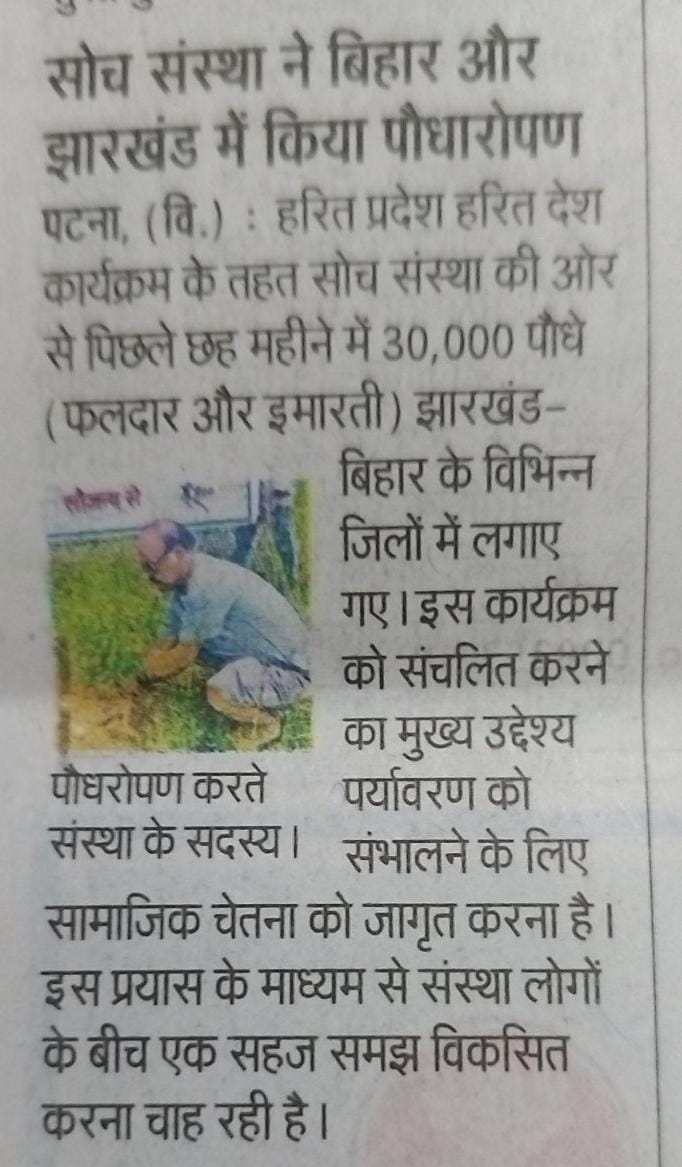 सोच संस्था ने बिहार और
झारखंड में किया पौधारोपण
पटना, (वि.) : हरित प्रदेश हरित देश
कार्यक्रम के तहत सोच संस्था की ओर
से पिछले छह महीने में 30,000 पौधे
(फलदार और इमारती) झारखंड-
बिहार के विभिन्न
जिलों में लगाए
गए। इस कार्यक्रम
को संचलित करने
का मुख्य उद्देश्य
पर्यावरण को
संभालने के लिए
सामाजिक चेतना को जागृत करना है।
इस प्रयास के माध्यम से संस्था लोगों
के बीच एक सहज समझ विकसित
करना चाह रही है।
सौजन्य से
पौधरोपण करते
संस्था के सदस्य।